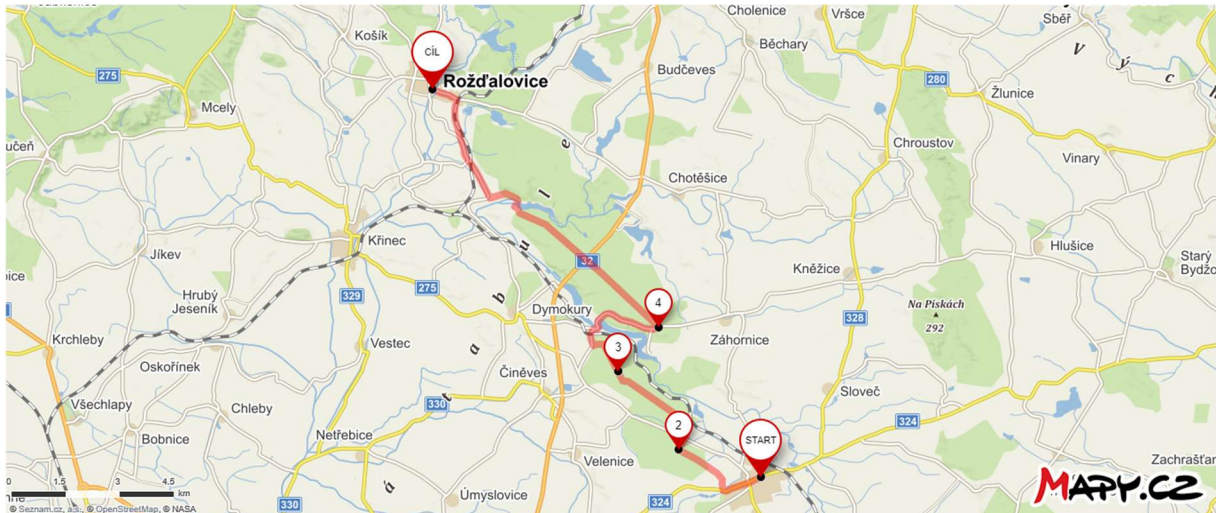 Košík
Cholenice
Vršce
Sběř
CÍL
Běchary
V ý c h
275
Rožďalovice
Budčeves
280
Mcely
Žlunice
učeň
e
Chroustov
Vinary
Chotěšice
l
Křinec
u
Hlušice
Starý
Jíkev
32
Kněžice
Bydžo
329
275
b
Hrubý
Jeseník
4
Na Pískách
292
Dymokury
328
a
Krchleby
Vestec
3
Záhornice
Oskořínek
Činěves
Sloveč
t
330
Všechlapy
Chleby
324
2
START
Bobnice
Netřebice
Velenice
Zachrašťan
á
0 1.5 3 4.5
km
330
Úmyslovice
324
MAPY.CZ
© Seznam.cz, a.s., © OpenStreetMap, © NASA